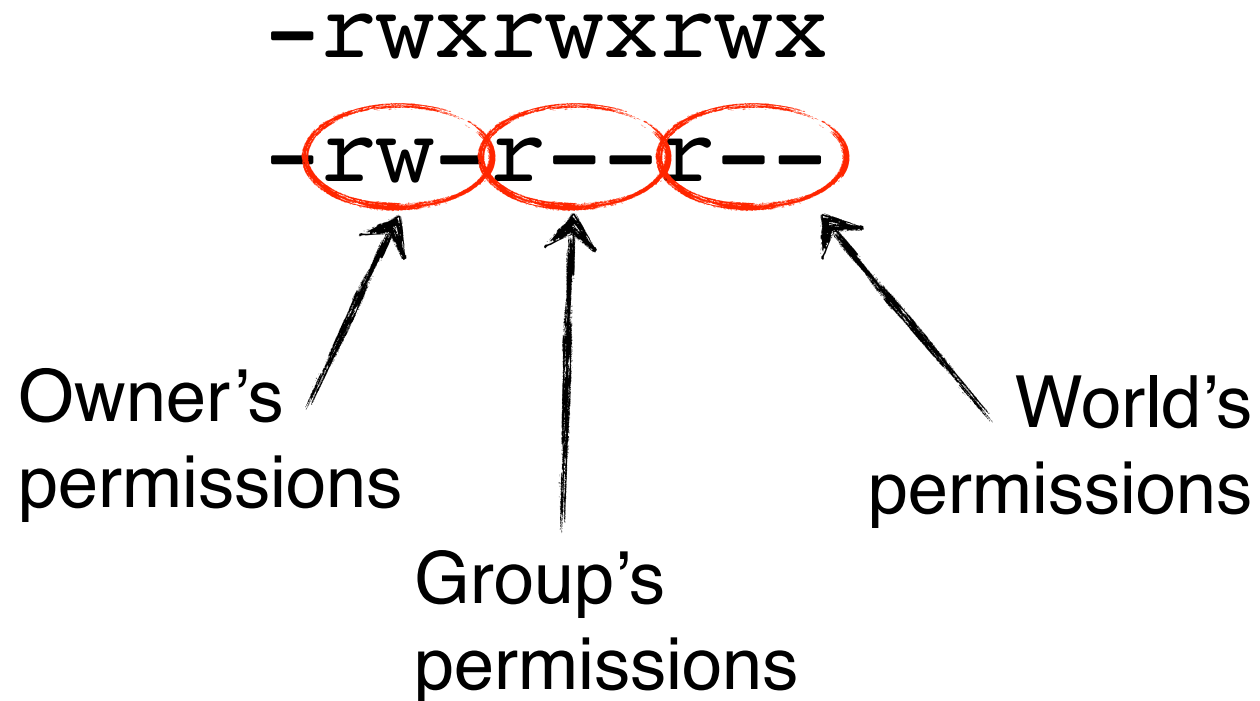 -rwxrwxrwx
-rw-r--r--
Owner’s
permissions
Group’s
permissions
World’s
permissions